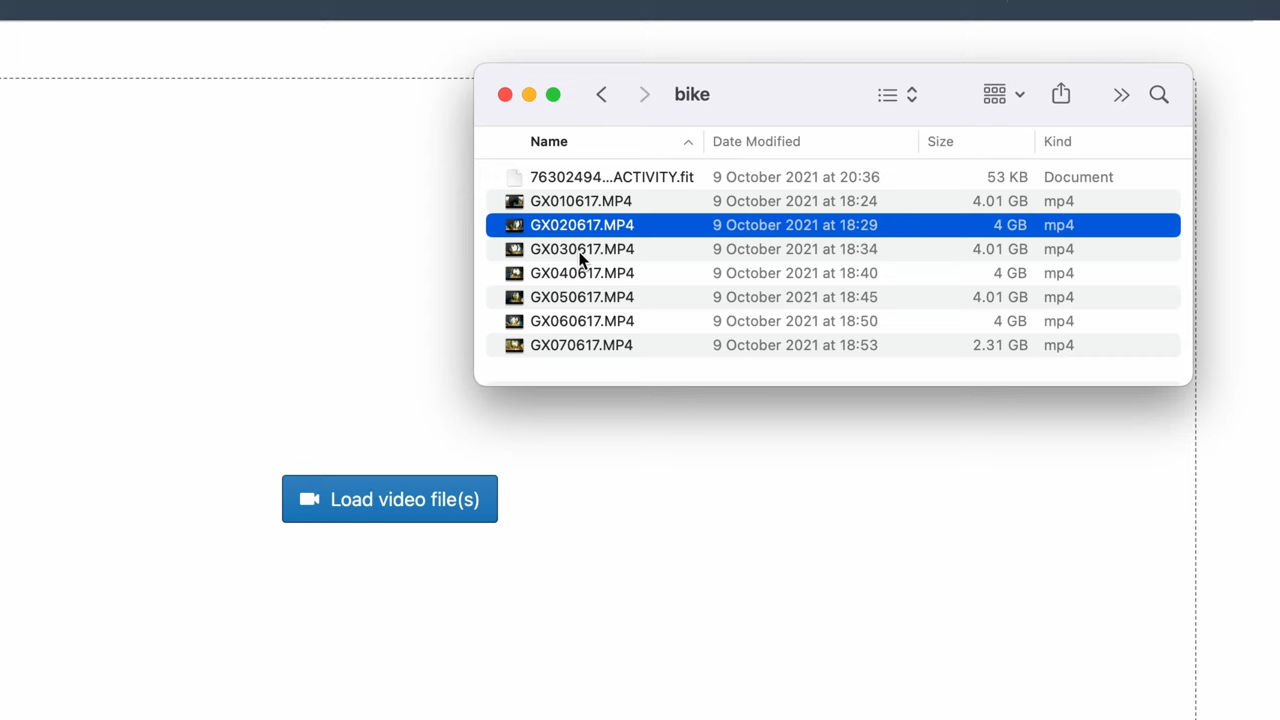 bike
Name Date Modified Size Kind
76302494...ACTIVITY.fit 9 October 2021 at 20:36 53 KB Document
GX010617.MP4 9 October 2021 at 18:24 4.01 GB mp4
GX020617.MP4 9 October 2021 at 18:29 4 GB mp4
GX030617.MP4 9 October 2021 at 18:34 4.01 GB mp4
GX040617.MP4 9 October 2021 at 18:40 4 GB mp4
GX050617.MP4 9 October 2021 at 18:45 4.01 GB mp4
GX060617.MP4 9 October 2021 at 18:50 4 GB mp4
GX070617.MP4 9 October 2021 at 18:53 2.31 GB mp4
Load video file(s)